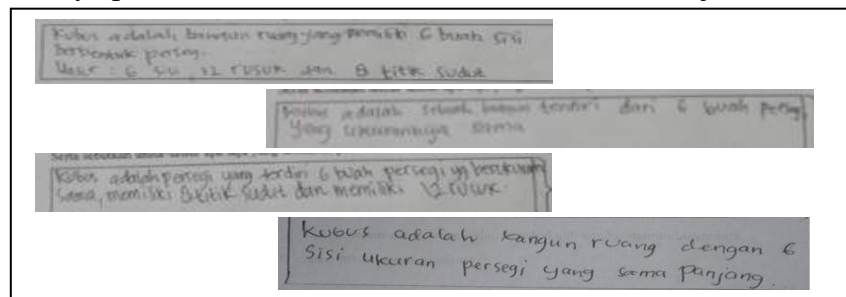 Kubus adalah bangun ruang yang memiliki 6 buah sisi
berbentuk persegi.
Unsur : 6 sisi, 12 rusuk dan 8 titik sudut
Kubus adalah sebuah bangun terdiri dari 6 buah persegi
yang ukurannya sama
Kubus adalah persegi yang terdiri 6 buah persegi yg berukuran
sama, memiliki 8 titik sudut dan memiliki 12 rusuk.
Kubus adalah bangun ruang dengan 6
Sisi ukuran persegi yang sama panjang.